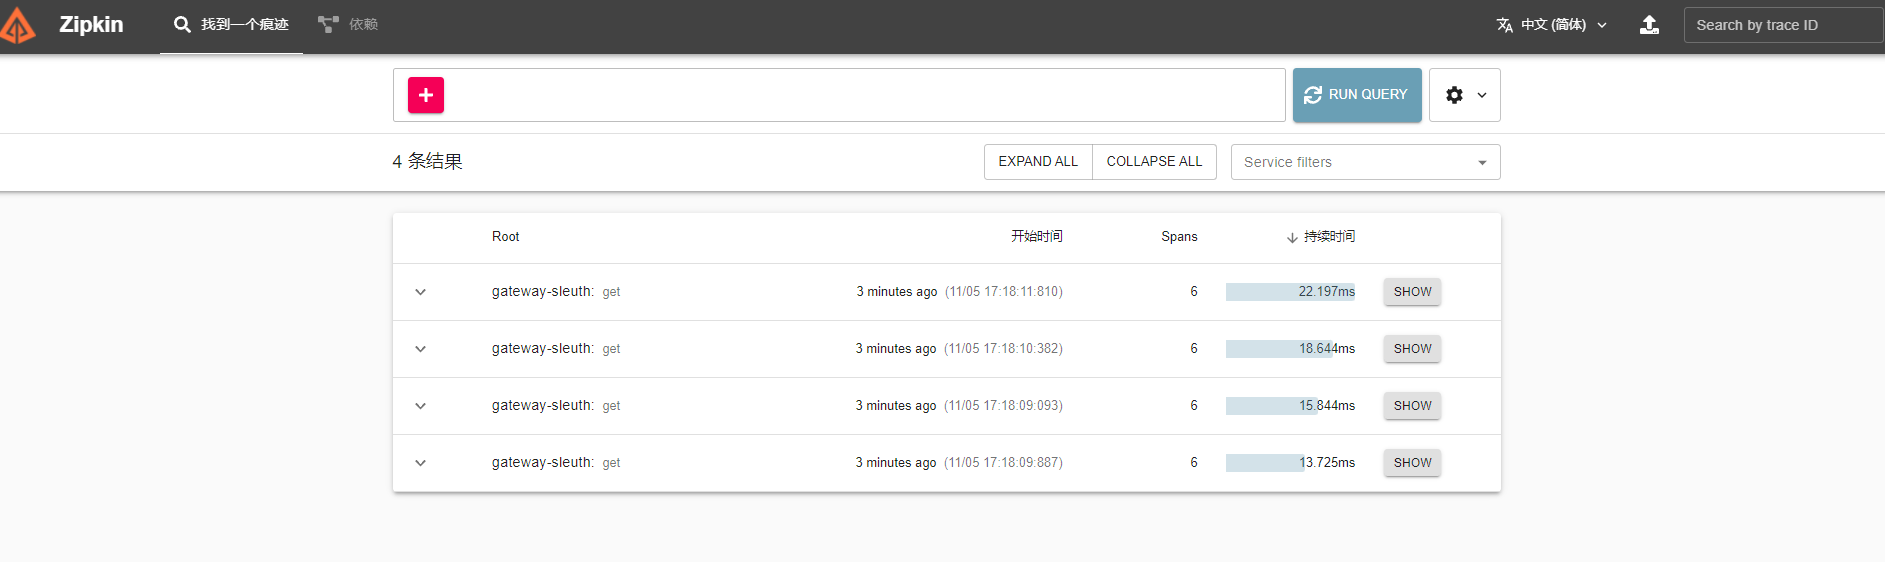 Zipkin 找到一个痕迹 依赖 中文 (简体) Search by trace ID
RUN QUERY
4 条结果 EXPAND ALL COLLAPSE ALL Service filters
Root 开始时间 Spans 持续时间
gateway-sleuth: get 3 minutes ago (11/05 17:18:11:810) 6 22.197ms SHOW
gateway-sleuth: get 3 minutes ago (11/05 17:18:10:382) 6 18.644ms SHOW
gateway-sleuth: get 3 minutes ago (11/05 17:18:09:093) 6 15.844ms SHOW
gateway-sleuth: get 3 minutes ago (11/05 17:18:09:887) 6 13.725ms SHOW